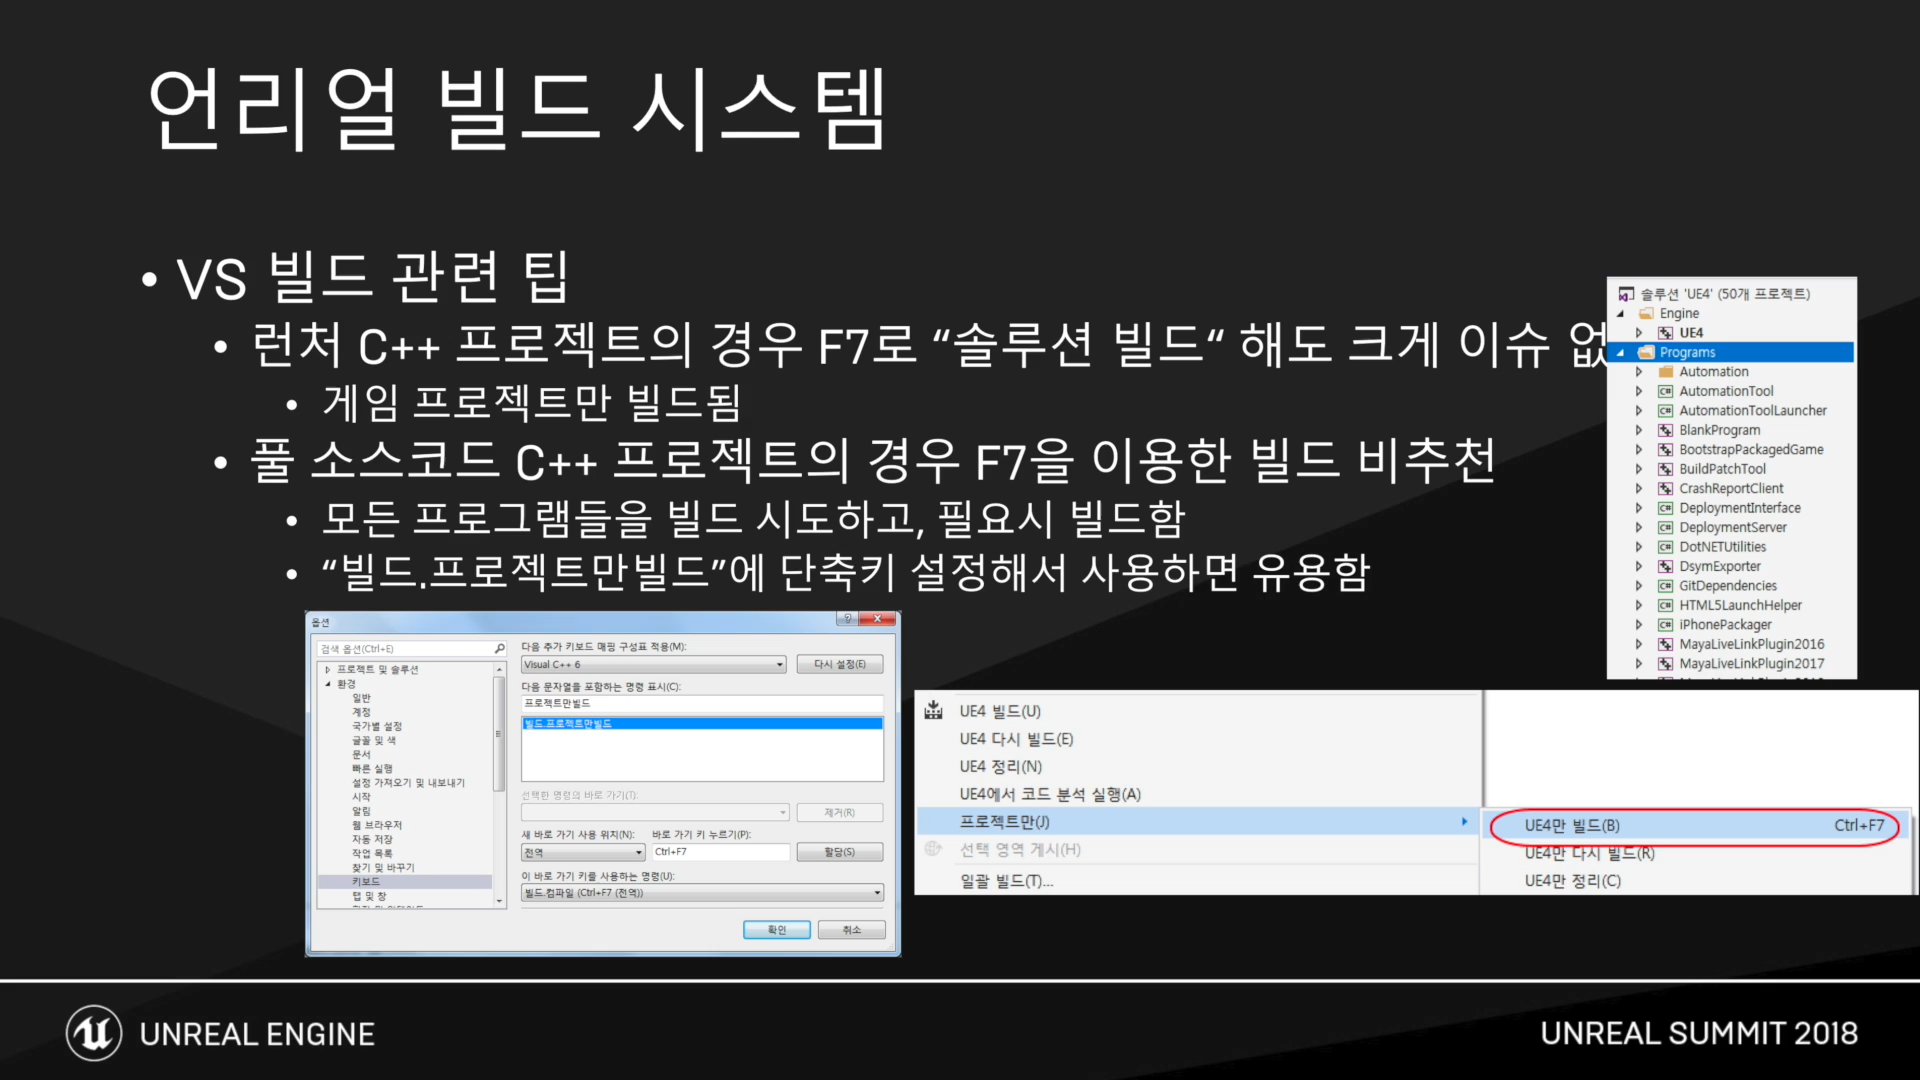 언리얼 빌드 시스템
• VS 빌드 관련 팁
• 런처 C++ 프로젝트의 경우 F7로 “솔루션 빌드“ 해도 크게 이슈 없
• 게임 프로젝트만 빌드됨
• 풀 소스코드 C++ 프로젝트의 경우 F7을 이용한 빌드 비추천
• 모든 프로그램들을 빌드 시도하고, 필요시 빌드함
• “빌드.프로젝트만빌드”에 단축키 설정해서 사용하면 유용함
솔루션 'UE4' (50개 프로젝트)
Engine
UE4
Programs
Automation
AutomationTool
AutomationToolLauncher
BlankProgram
BootstrapPackagedGame
BuildPatchTool
CrashReportClient
DeploymentInterface
DeploymentServer
DotNETUtilities
DsymExporter
GitDependencies
HTML5LaunchHelper
iPhonePackager
MayaLiveLinkPlugin2016
MayaLiveLinkPlugin2017
옵션
검색 옵션(Ctrl+E)
프로젝트 및 솔루션
환경
일반
계정
국가별 설정
글꼴 및 색
문서
빠른 실행
설정 가져오기 및 내보내기
시작
알림
웹 브라우저
자동 저장
작업 목록
찾기 및 바꾸기
키보드
탭 및 창
다음 추가 키보드 매핑 구성표 적용(M):
Visual C++ 6
다시 설정(E)
다음 문자열을 포함하는 명령 표시(C):
프로젝트만빌드
빌드.프로젝트만빌드
선택한 명령의 바로 가기(T):
제거(R)
새 바로 가기 사용 위치(N): 바로 가기 키 누르기(P):
전역 Ctrl+F7 할당(S)
이 바로 가기 키를 사용하는 명령(U):
빌드.컴파일 (Ctrl+F7 (전역))
확인 취소
UE4 빌드(U)
UE4 다시 빌드(E)
UE4 정리(N)
UE4에서 코드 분석 실행(A)
프로젝트만(J)
선택 영역 게시(H)
일괄 빌드(T)...
UE4만 빌드(B) Ctrl+F7
UE4만 다시 빌드(R)
UE4만 정리(C)
UNREAL ENGINE
UNREAL SUMMIT 2018